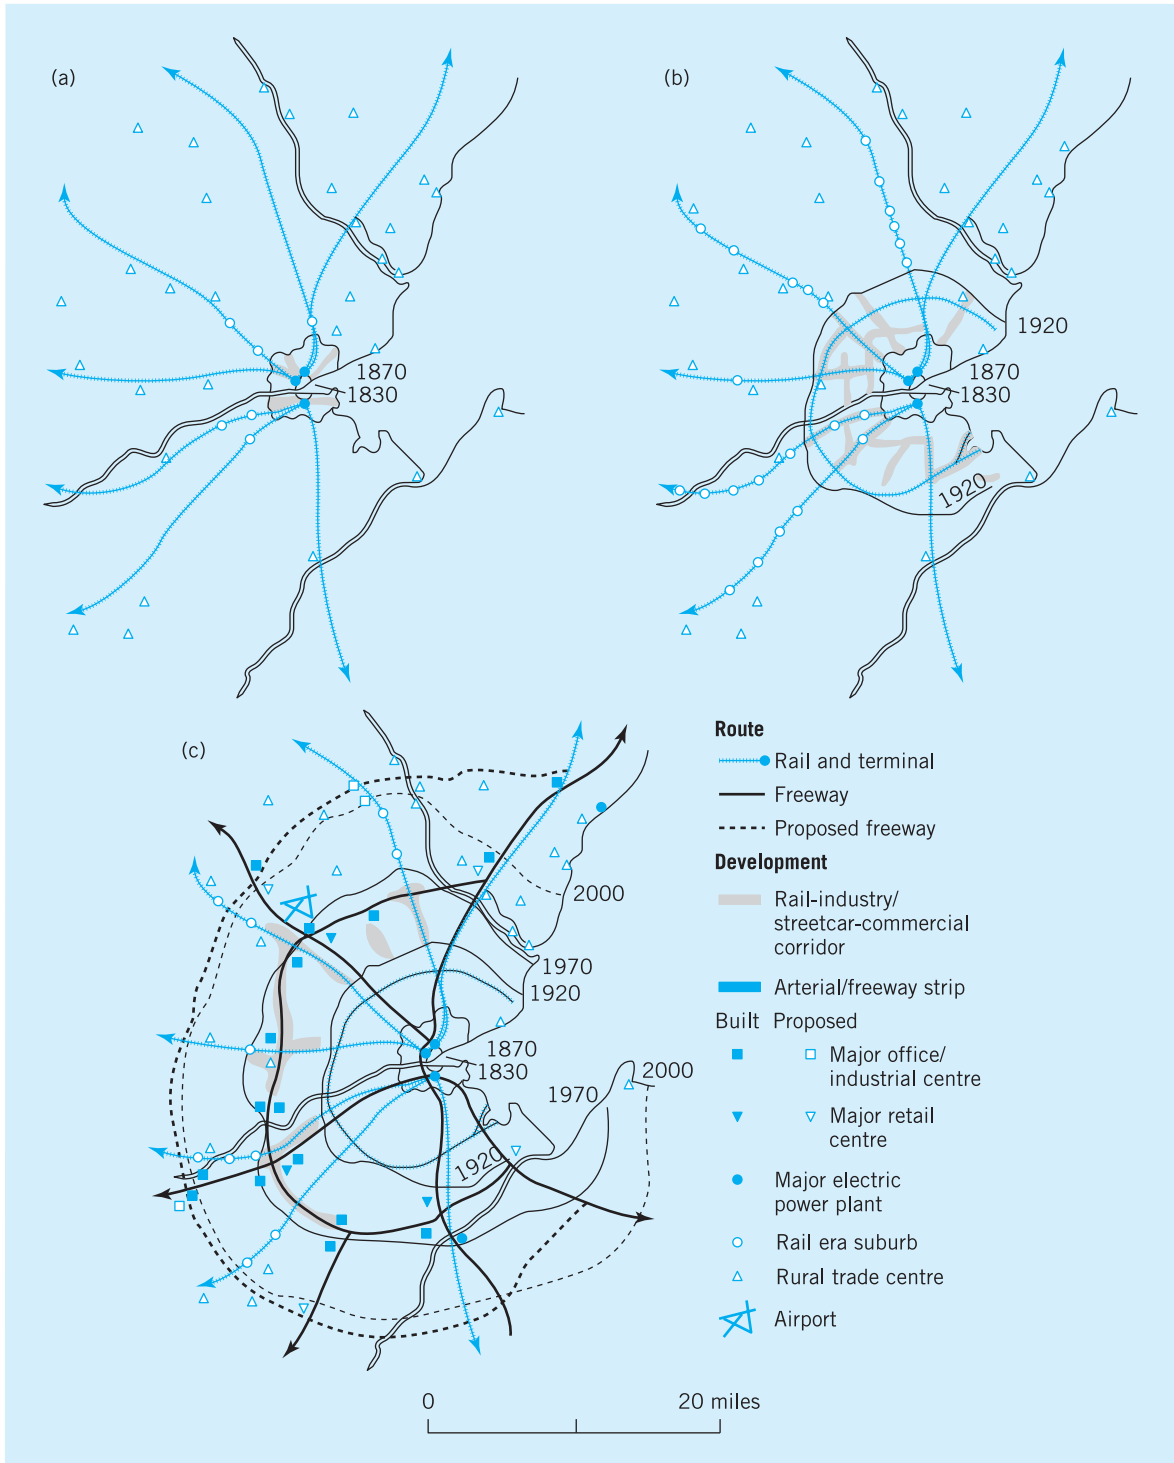 (a)
1870
1830
(b)
1920
1870
1830
1920
(c)
2000
1970
1920
1870
1830
2000
1970
1920
Route
Rail and terminal
Freeway
Proposed freeway
Development
Rail-industry/
streetcar-commercial
corridor
Arterial/freeway strip
Built Proposed
Major office/
industrial centre
Major retail
centre
Major electric
power plant
Rail era suburb
Rural trade centre
Airport
0 20 miles